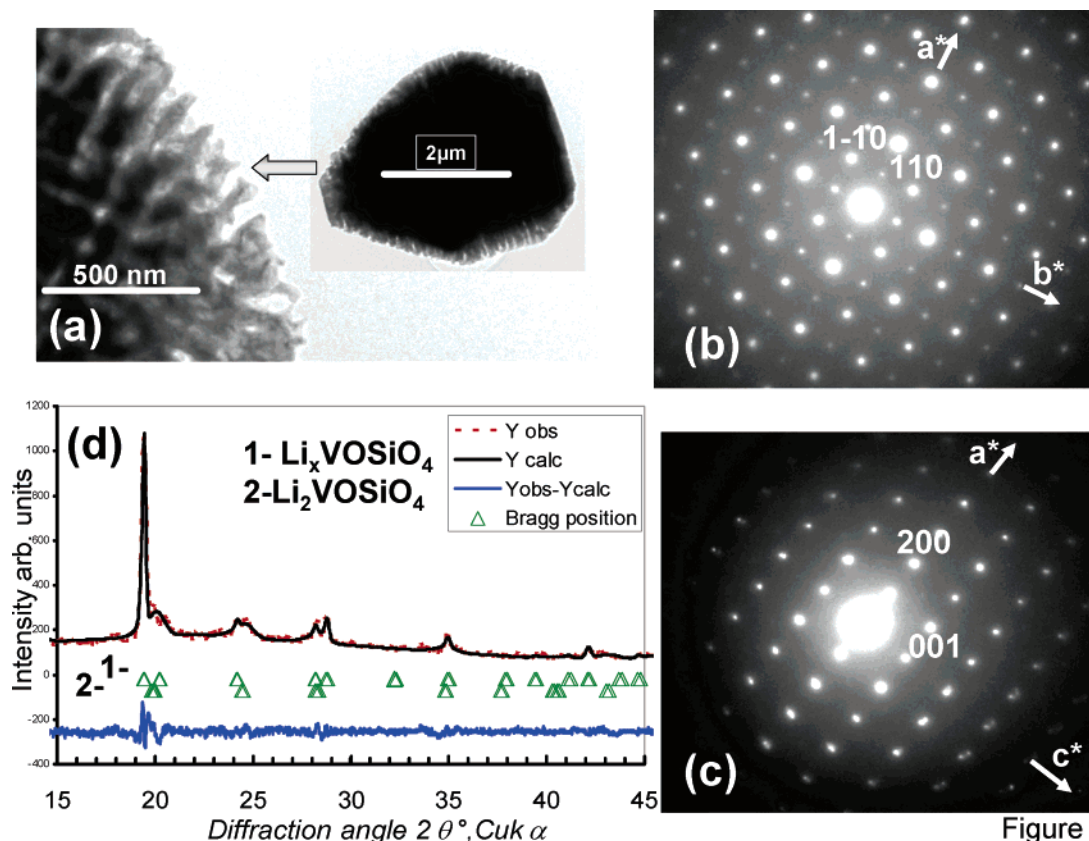 2µm
500 nm
(a)
a*
1-10
110
b*
(b)
(d)
1- LiₓVOSiO₄
2-Li₂VOSiO₄
Y obs
Y calc
Yobs-Ycalc
Bragg position
Intensity arb. units
1200
1000
800
600
400
200
0
-200
-400
1-
2-
15 20 25 30 35 40 45
Diffraction angle 2 θ°, Cuk α
a*
200
001
c*
(c)
Figure